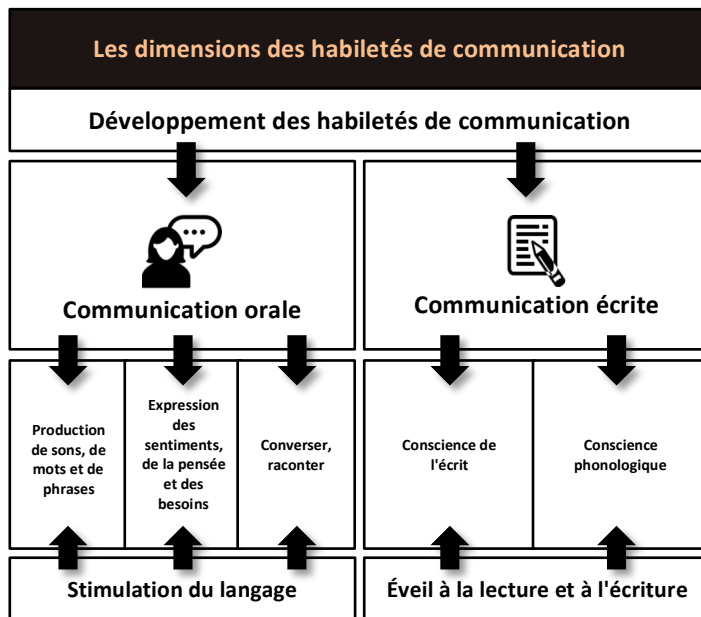 Les dimensions des habiletés de communication
Développement des habiletés de communication
Communication orale
Communication écrite
Production
de sons, de
mots et de
phrases
Expression
des
sentiments,
de la pensée
et des
besoins
Converser,
raconter
Conscience de
l'écrit
Conscience
phonologique
Stimulation du langage
Éveil à la lecture et à l'écriture